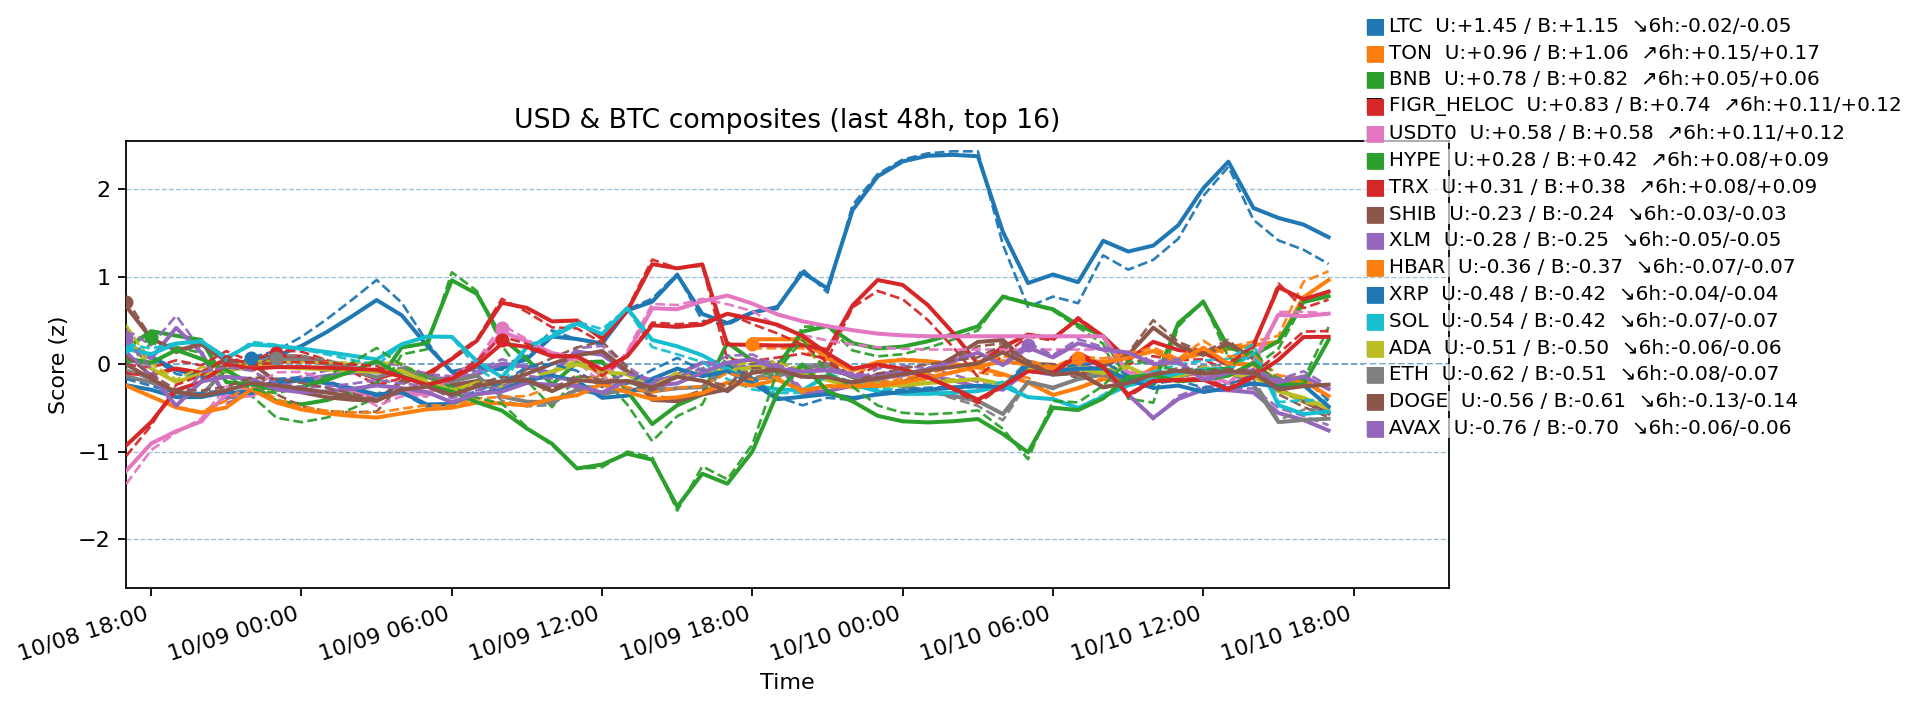 LTC  U:+1.45 / B:+1.15  ↘6h:-0.02/-0.05
TON  U:+0.96 / B:+1.06  ↗6h:+0.15/+0.17
BNB  U:+0.78 / B:+0.82  ↗6h:+0.05/+0.06
FIGR_HELOC  U:+0.83 / B:+0.74  ↗6h:+0.11/+0.12
USDT0  U:+0.58 / B:+0.58  ↗6h:+0.11/+0.12
HYPE  U:+0.28 / B:+0.42  ↗6h:+0.08/+0.09
TRX  U:+0.31 / B:+0.38  ↗6h:+0.08/+0.09
SHIB  U:-0.23 / B:-0.24  ↘6h:-0.03/-0.03
XLM  U:-0.28 / B:-0.25  ↘6h:-0.05/-0.05
HBAR  U:-0.36 / B:-0.37  ↘6h:-0.07/-0.07
XRP  U:-0.48 / B:-0.42  ↘6h:-0.04/-0.04
SOL  U:-0.54 / B:-0.42  ↘6h:-0.07/-0.07
ADA  U:-0.51 / B:-0.50  ↘6h:-0.06/-0.06
ETH  U:-0.62 / B:-0.51  ↘6h:-0.08/-0.07
DOGE  U:-0.56 / B:-0.61  ↘6h:-0.13/-0.14
AVAX  U:-0.76 / B:-0.70  ↘6h:-0.06/-0.06
USD & BTC composites (last 48h, top 16)
Score (z)
2
1
0
−1
−2
10/08 18:00
10/09 00:00
10/09 06:00
10/09 12:00
10/09 18:00
10/10 00:00
10/10 06:00
10/10 12:00
10/10 18:00
Time